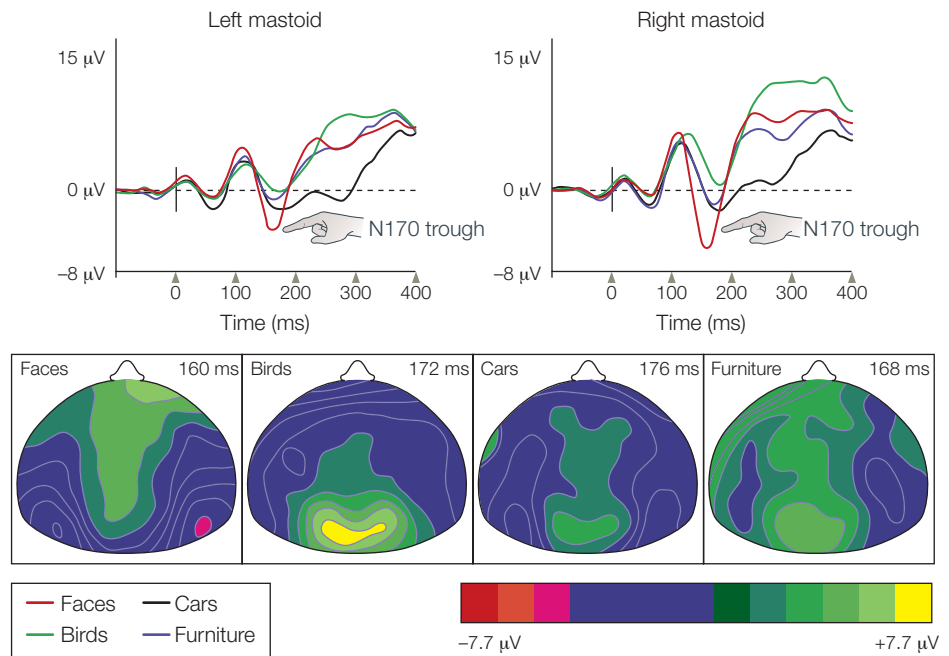 Left mastoid
15 μV
0 μV
–8 μV
N170 trough
0 100 200 300 400
Time (ms)
Right mastoid
15 μV
0 μV
–8 μV
N170 trough
0 100 200 300 400
Time (ms)
Faces 160 ms
Birds 172 ms
Cars 176 ms
Furniture 168 ms
Faces Cars
Birds Furniture
–7.7 μV +7.7 μV